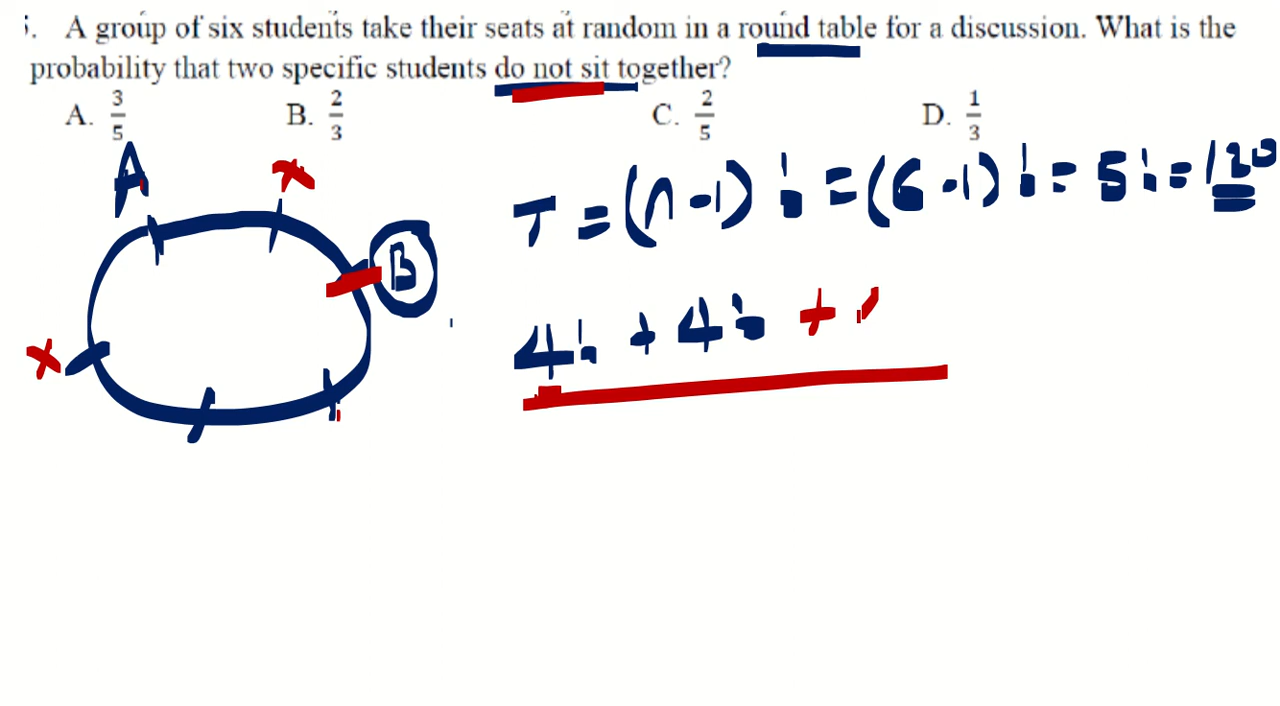 5. A group of six students take their seats at random in a round table for a discussion. What is the
probability that two specific students do not sit together?
A. 3/5 B. 2/3 C. 2/5 D. 1/3
A x
T = (n-1)! = (6-1)! = 5! = 120
B
4! + 4! +
x